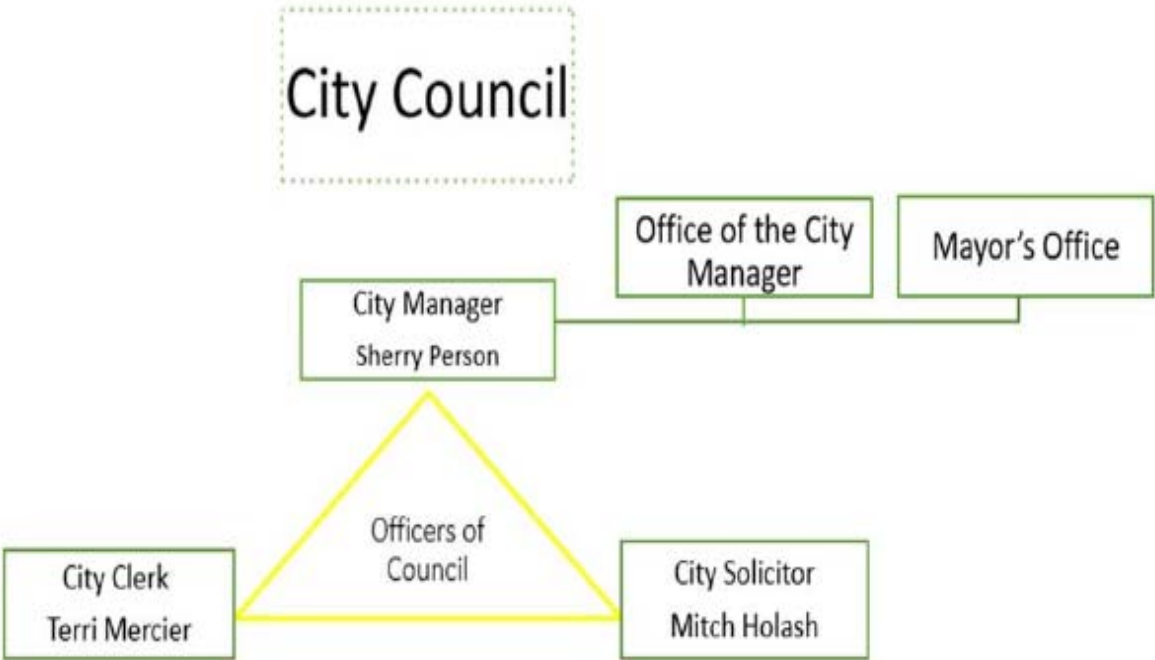 City Council
Office of the City
Manager
Mayor's Office
City Manager
Sherry Person
Officers of
Council
City Clerk
Terri Mercier
City Solicitor
Mitch Holash